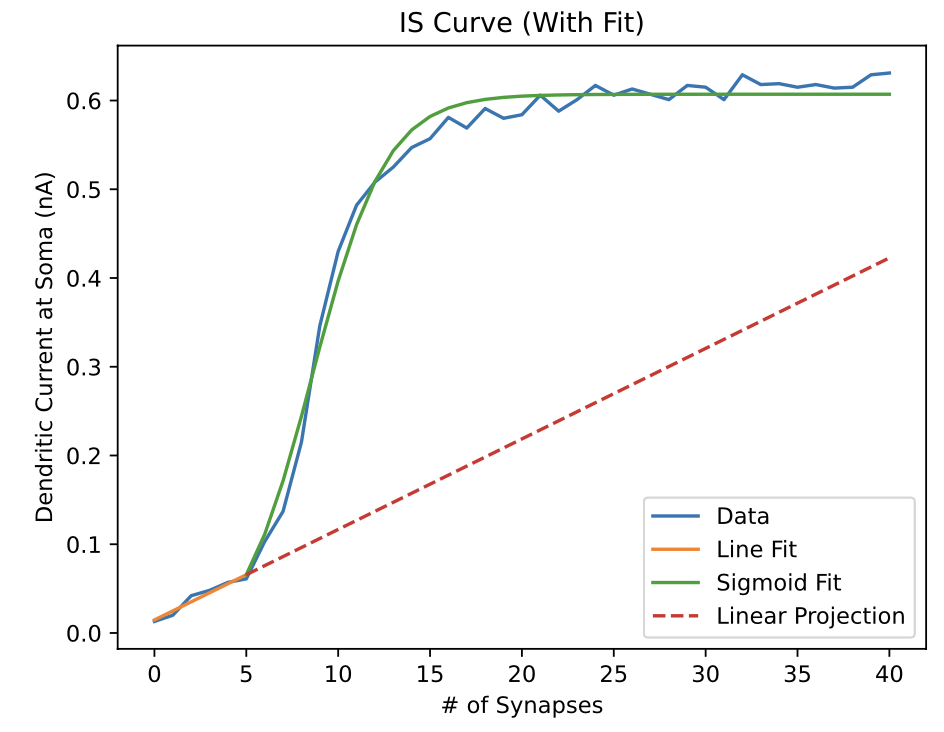 IS Curve (With Fit)
Dendritic Current at Soma (nA)
0.6
0.5
0.4
0.3
0.2
0.1
0.0
Data
Line Fit
Sigmoid Fit
Linear Projection
0 5 10 15 20 25 30 35 40
# of Synapses